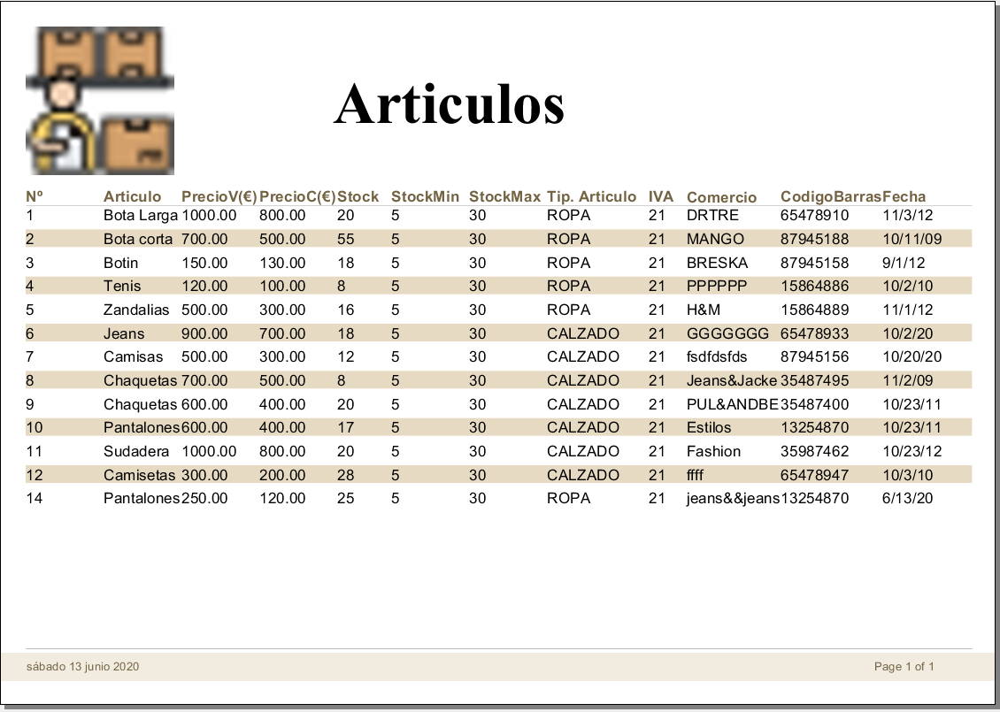 Articulos
Nº Articulo PrecioV(€) PrecioC(€) Stock StockMin StockMax Tip. Articulo IVA Comercio CodigoBarras Fecha
1 Bota Larga 1000.00 800.00 20 5 30 ROPA 21 DRTRE 65478910 11/3/12
2 Bota corta 700.00 500.00 55 5 30 ROPA 21 MANGO 87945188 10/11/09
3 Botin 150.00 130.00 18 5 30 ROPA 21 BRESKA 87945158 9/1/12
4 Tenis 120.00 100.00 8 5 30 ROPA 21 PPPPPP 15864886 10/2/10
5 Zandalias 500.00 300.00 16 5 30 ROPA 21 H&M 15864889 11/1/12
6 Jeans 900.00 700.00 18 5 30 CALZADO 21 GGGGGGG 65478933 10/2/20
7 Camisas 500.00 300.00 12 5 30 CALZADO 21 fsdfdsfds 87945156 10/20/20
8 Chaquetas 700.00 500.00 8 5 30 CALZADO 21 Jeans&Jacke 35487495 11/2/09
9 Chaquetas 600.00 400.00 20 5 30 CALZADO 21 PUL&ANDBE 35487400 10/23/11
10 Pantalones 600.00 400.00 17 5 30 CALZADO 21 Estilos 13254870 10/23/11
11 Sudadera 1000.00 800.00 20 5 30 CALZADO 21 Fashion 35987462 10/23/12
12 Camisetas 300.00 200.00 28 5 30 CALZADO 21 ffff 65478947 10/3/10
14 Pantalones 250.00 120.00 25 5 30 ROPA 21 jeans&&jeans 13254870 6/13/20
sábado 13 junio 2020 Page 1 of 1